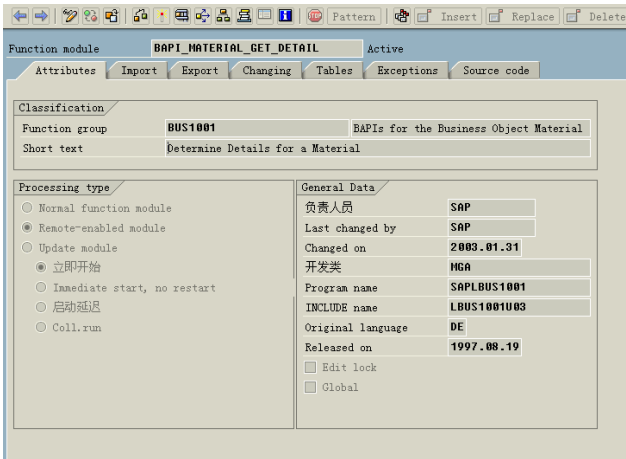 Pattern Insert Replace Delete
Function module BAPI_MATERIAL_GET_DETAIL Active
Attributes Import Export Changing Tables Exceptions Source code
Classification
Function group BUS1001 BAPIs for the Business Object Material
Short text Determine Details for a Material
Processing type
Normal function module
Remote-enabled module
Update module
立即开始
Immediate start, no restart
启动延迟
Coll.run
General Data
负责人员 SAP
Last changed by SAP
Changed on 2003.01.31
开发类 MGA
Program name SAPLBUS1001
INCLUDE name LBUS1001U03
Original language DE
Released on 1997.08.19
Edit lock
Global